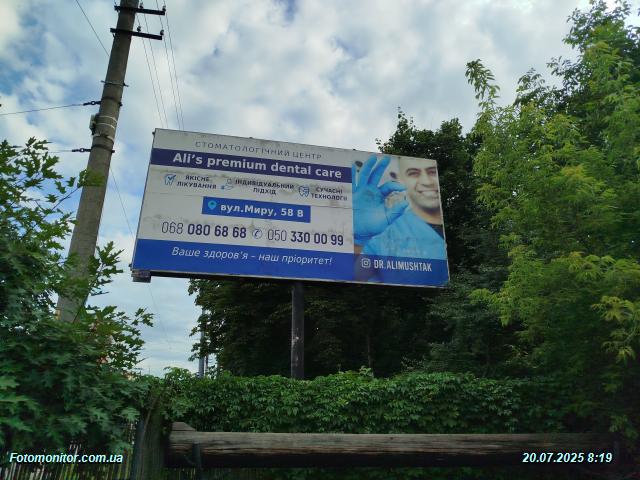 СТОМАТОЛОГІЧНИЙ ЦЕНТР
Ali's premium dental care
ЯКІСНЕ ЛІКУВАННЯ
ІНДИВІДУАЛЬНИЙ ПІДХІД
СУЧАСНІ ТЕХНОЛОГІЇ
вул.Миру, 58 В
068 080 68 68 050 330 00 99
Ваше здоров'я – наш пріоритет!
DR.ALIMUSHTAK
Fotomonitor.com.ua
20.07.2025 8:19